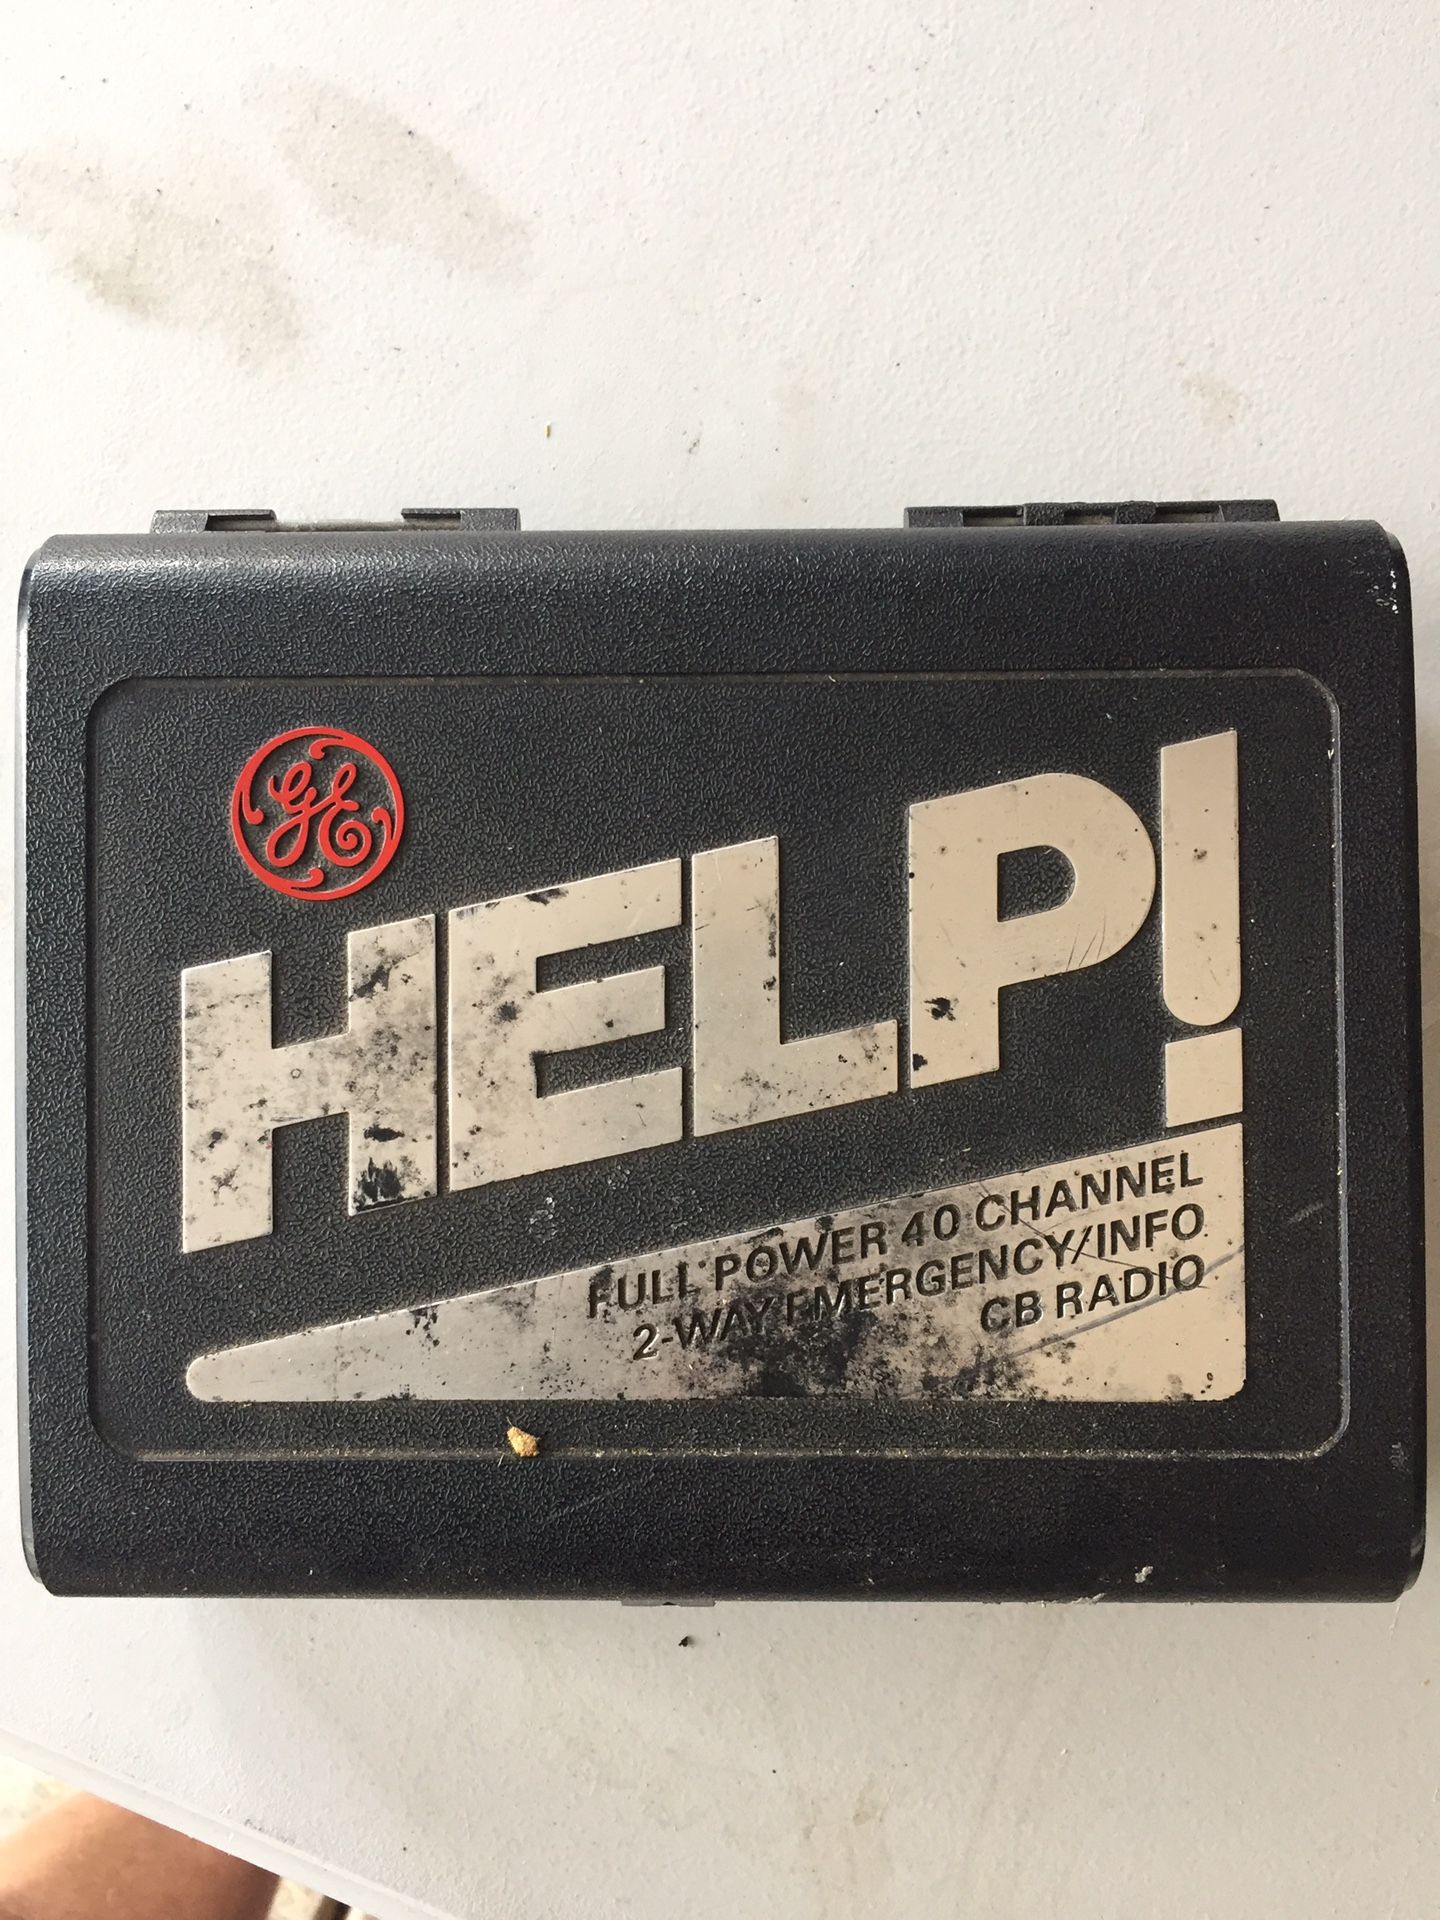 GE
HELP!
FULL POWER 40 CHANNEL
2-WAY EMERGENCY/INFO
CB RADIO